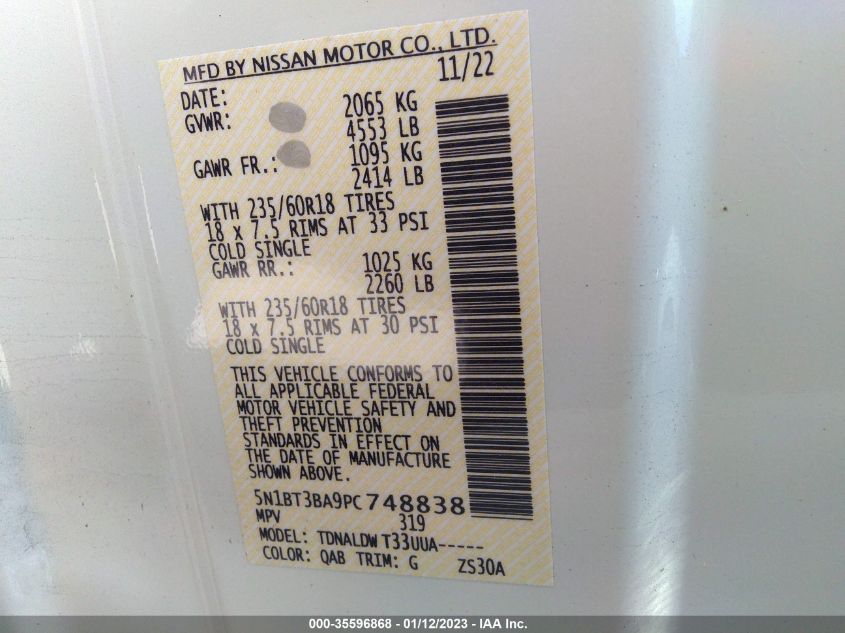 MFD BY NISSAN MOTOR CO., LTD.
DATE: 11/22
GVWR: 2065 KG
4553 LB
GAWR FR.: 1095 KG
2414 LB
WITH 235/60R18 TIRES
18 x 7.5 RIMS AT 33 PSI
COLD SINGLE
GAWR RR.: 1025 KG
2260 LB
WITH 235/60R18 TIRES
18 x 7.5 RIMS AT 30 PSI
COLD SINGLE
THIS VEHICLE CONFORMS TO
ALL APPLICABLE FEDERAL
MOTOR VEHICLE SAFETY AND
THEFT PREVENTION
STANDARDS IN EFFECT ON
THE DATE OF MANUFACTURE
SHOWN ABOVE.
5N1BT3BA9PC748838
MPV 319
MODEL: TDNALDW T33UUA-----
COLOR: QAB TRIM: G ZS30A
000-35596868 - 01/12/2023 - IAA Inc.